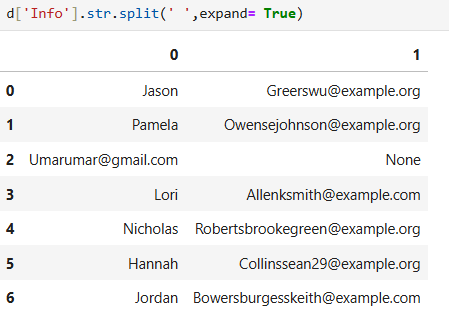 d['Info'].str.split(' ',expand= True)
0 1
0 Jason Greerswu@example.org
1 Pamela Owensejohnson@example.org
2 Umarumar@gmail.com None
3 Lori Allenksmith@example.com
4 Nicholas Robertsbrookegreen@example.org
5 Hannah Collinssean29@example.org
6 Jordan Bowersburgesskeith@example.com